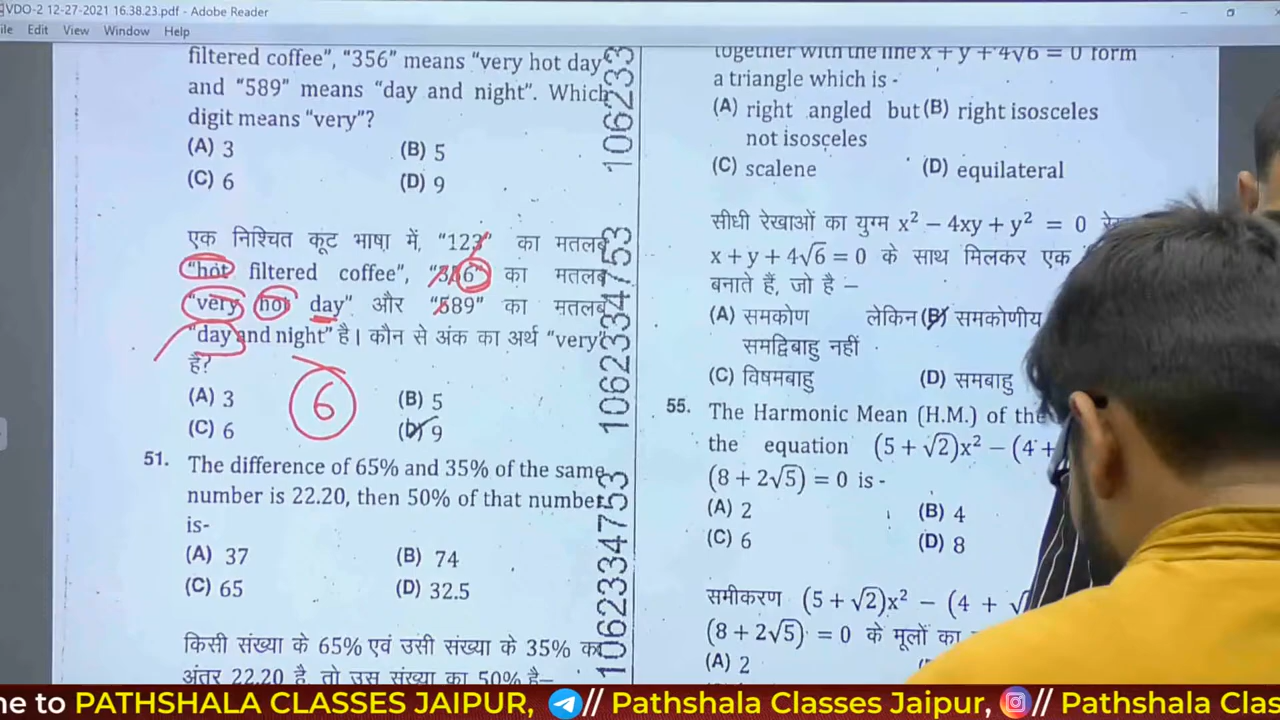 VDO-2 12-27-2021 16.38.23.pdf - Adobe Reader
Edit View Window Help
filtered coffee”, “356” means “very hot day
and “589” means “day and night”. Which
digit means “very”?
(A) 3 (B) 5
(C) 6 (D) 9
एक निश्चित कूट भाषा में, “123” का मतलब
“hot filtered coffee”, “356” का मतलब
“very hot day” और “589” का मतलब
“day and night” है। कौन से अंक का अर्थ “very”
है?
(A) 3 (B) 5
(C) 6 (D) 9
6
51. The difference of 65% and 35% of the same
number is 22.20, then 50% of that number
is-
(A) 37 (B) 74
(C) 65 (D) 32.5
किसी संख्या के 65% एवं उसी संख्या के 35% का
अंतर 22.20 है, तो उस संख्या का 50% है–
106233
1062334753
1062334753
together with the line x + y + 4√6 = 0 form
a triangle which is -
(A) right angled but (B) right isosceles
not isosceles
(C) scalene (D) equilateral
सीधी रेखाओं का युग्म x² − 4xy + y² = 0
x + y + 4√6 = 0 के साथ मिलकर एक
बनाते हैं, जो है –
(A) समकोण लेकिन (B) समकोणीय
समद्विबाहु नहीं
(C) विषमबाहु (D) समबाहु
55. The Harmonic Mean (H.M.) of the
the equation (5 + √2)x² − (4 +
(8 + 2√5) = 0 is -
(A) 2 (B) 4
(C) 6 (D) 8
समीकरण (5 + √2)x² − (4 + √
(8 + 2√5) = 0 के मूलों का
(A) 2
me to PATHSHALA CLASSES JAIPUR, // Pathshala Classes Jaipur, // Pathshala Clas